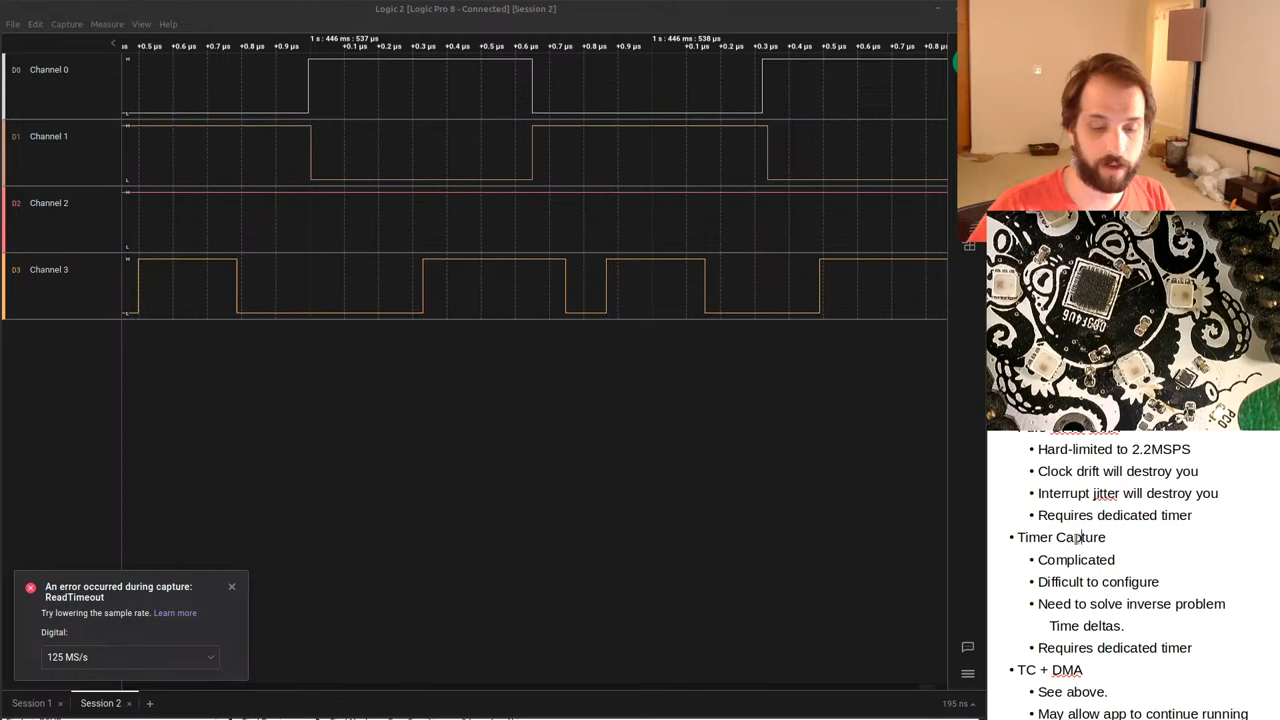 Logic 2 [Logic Pro 8 - Connected] [Session 2]
File Edit Capture Measure View Help
1 s : 446 ms : 537 µs 1 s : 446 ms : 538 µs
µs +0.5 µs +0.6 µs +0.7 µs +0.8 µs +0.9 µs +0.1 µs +0.2 µs +0.3 µs +0.4 µs +0.5 µs +0.6 µs +0.7 µs +0.8 µs +0.9 µs +0.1 µs +0.2 µs +0.3 µs +0.4 µs +0.5 µs +0.6 µs +0.7 µs +0.8 µs
H
D0 Channel 0
L
H
D1 Channel 1
L
H
D2 Channel 2
L
H
D3 Channel 3
L
003F4U6
PC0
Hard-limited to 2.2MSPS
Clock drift will destroy you
Interrupt jitter will destroy you
Requires dedicated timer
Timer Capture
Complicated
Difficult to configure
Need to solve inverse problem
Time deltas.
Requires dedicated timer
TC + DMA
See above.
May allow app to continue running
An error occurred during capture:
ReadTimeout
Try lowering the sample rate. Learn more
Digital:
125 MS/s
Session 1 Session 2
195 ns